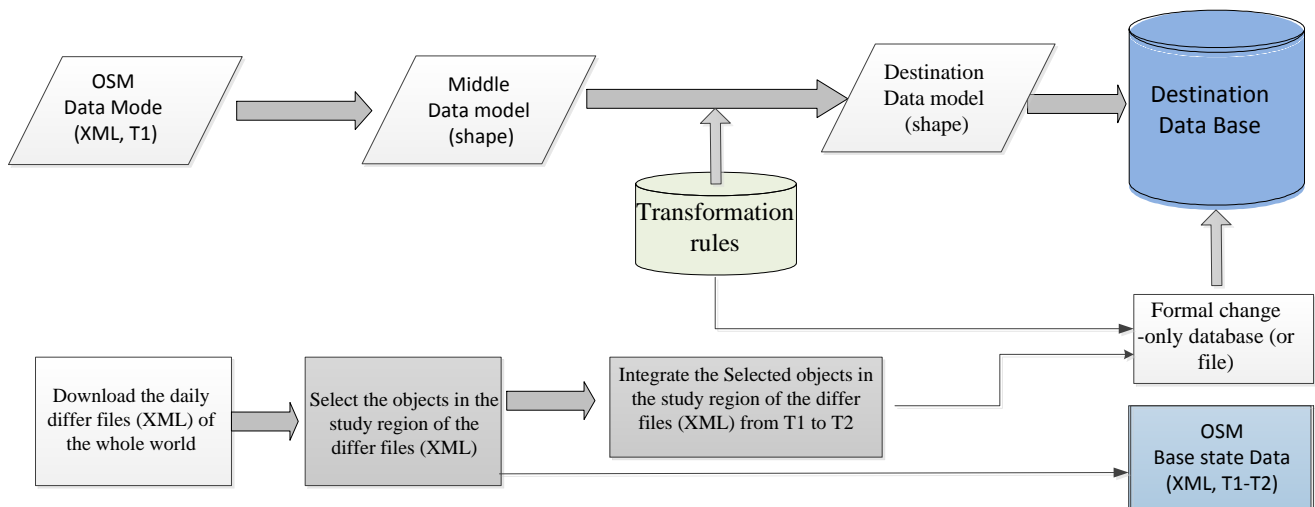 OSM
Data Mode
(XML, T1)
Middle
Data model
(shape)
Destination
Data model
(shape)
Destination
Data Base
Transformation
rules
Formal change
-only database (or
file)
Download the daily
differ files (XML) of
the whole world
Select the objects in the
study region of the
differ files (XML)
Integrate the Selected objects in
the study region of the differ
files (XML) from T1 to T2
OSM
Base state Data
(XML, T1-T2)